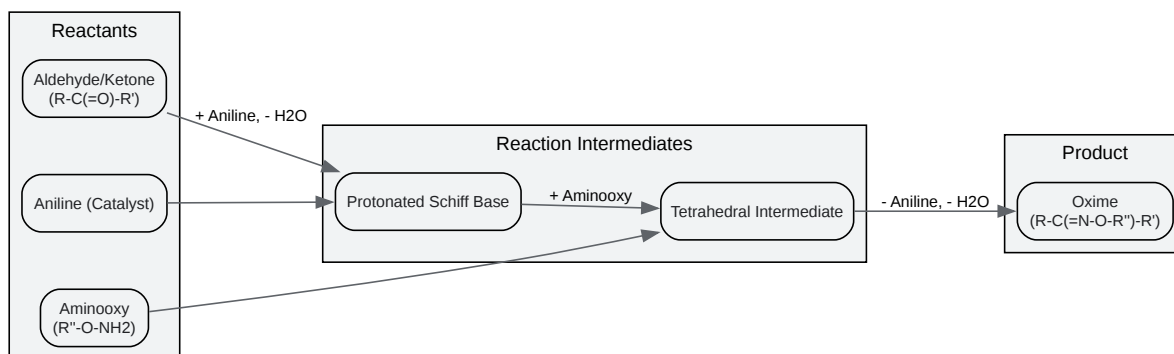 Reactants
Aldehyde/Ketone
(R-C(=O)-R')
+ Aniline, - H2O
Aniline (Catalyst)
Aminooxy
(R"-O-NH2)
Reaction Intermediates
Protonated Schiff Base
+ Aminooxy
Tetrahedral Intermediate
- Aniline, - H2O
Product
Oxime
(R-C(=N-O-R")-R')